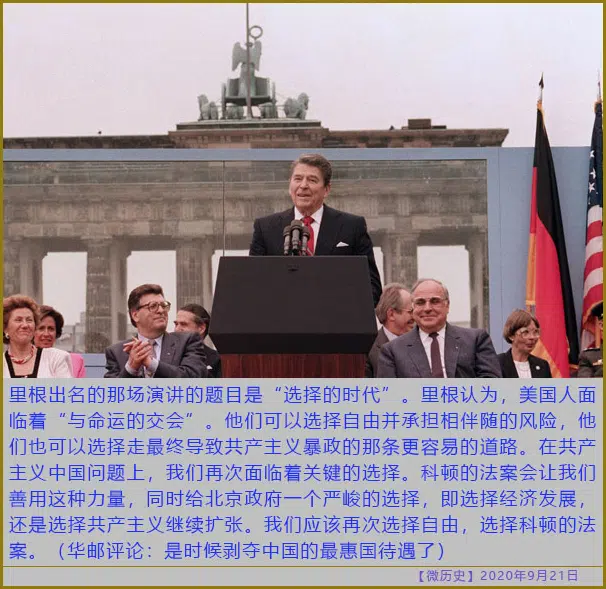 里根出名的那场演讲的题目是“选择的时代”。里根认为，美国人面
临着“与命运的交会”。他们可以选择自由并承担相伴随的风险，他
们也可以选择走最终导致共产主义暴政的那条更容易的道路。在共产
主义中国问题上，我们再次面临着关键的选择。科顿的法案会让我们
善用这种力量，同时给北京政府一个严峻的选择，即选择经济发展，
还是选择共产主义继续扩张。我们应该再次选择自由，选择科顿的法
案。（华邮评论：是时候剥夺中国的最惠国待遇了）
【微历史】2020年9月21日